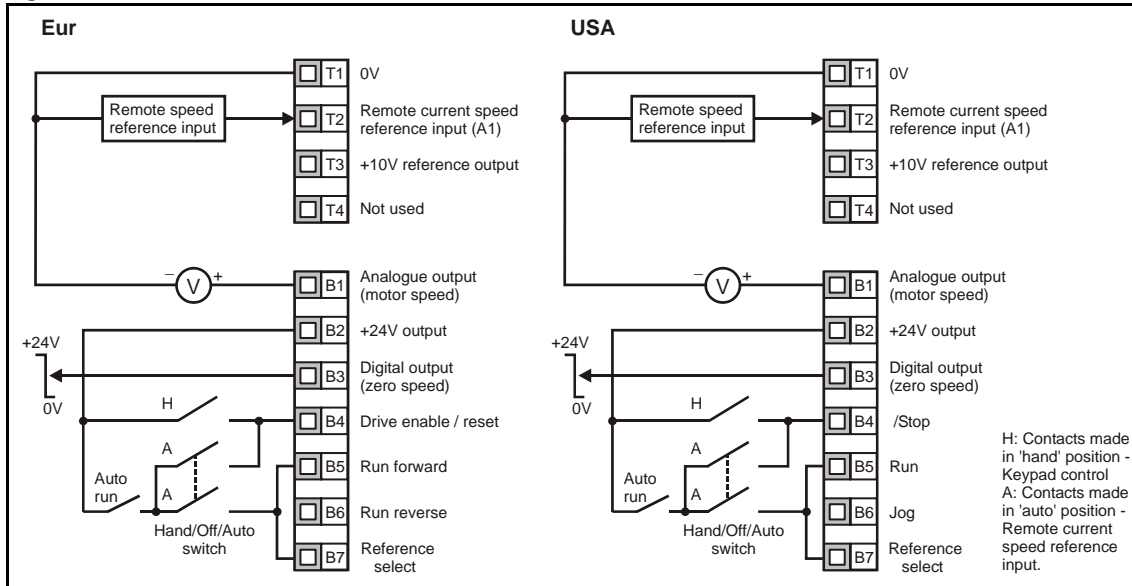 Eur
T1 0V
Remote speed
reference input
T2 Remote current speed
reference input (A1)
T3 +10V reference output
T4 Not used
– V +
B1 Analogue output
(motor speed)
B2 +24V output
+24V
0V
B3 Digital output
(zero speed)
H
B4 Drive enable / reset
A
B5 Run forward
Auto
run
A
B6 Run reverse
Hand/Off/Auto
switch
B7 Reference
select
USA
T1 0V
Remote speed
reference input
T2 Remote current speed
reference input (A1)
T3 +10V reference output
T4 Not used
– V +
B1 Analogue output
(motor speed)
B2 +24V output
+24V
0V
B3 Digital output
(zero speed)
H
B4 /Stop
A
B5 Run
Auto
run
A
B6 Jog
Hand/Off/Auto
switch
B7 Reference
select
H: Contacts made
in 'hand' position -
Keypad control
A: Contacts made
in 'auto' position -
Remote current
speed reference
input.